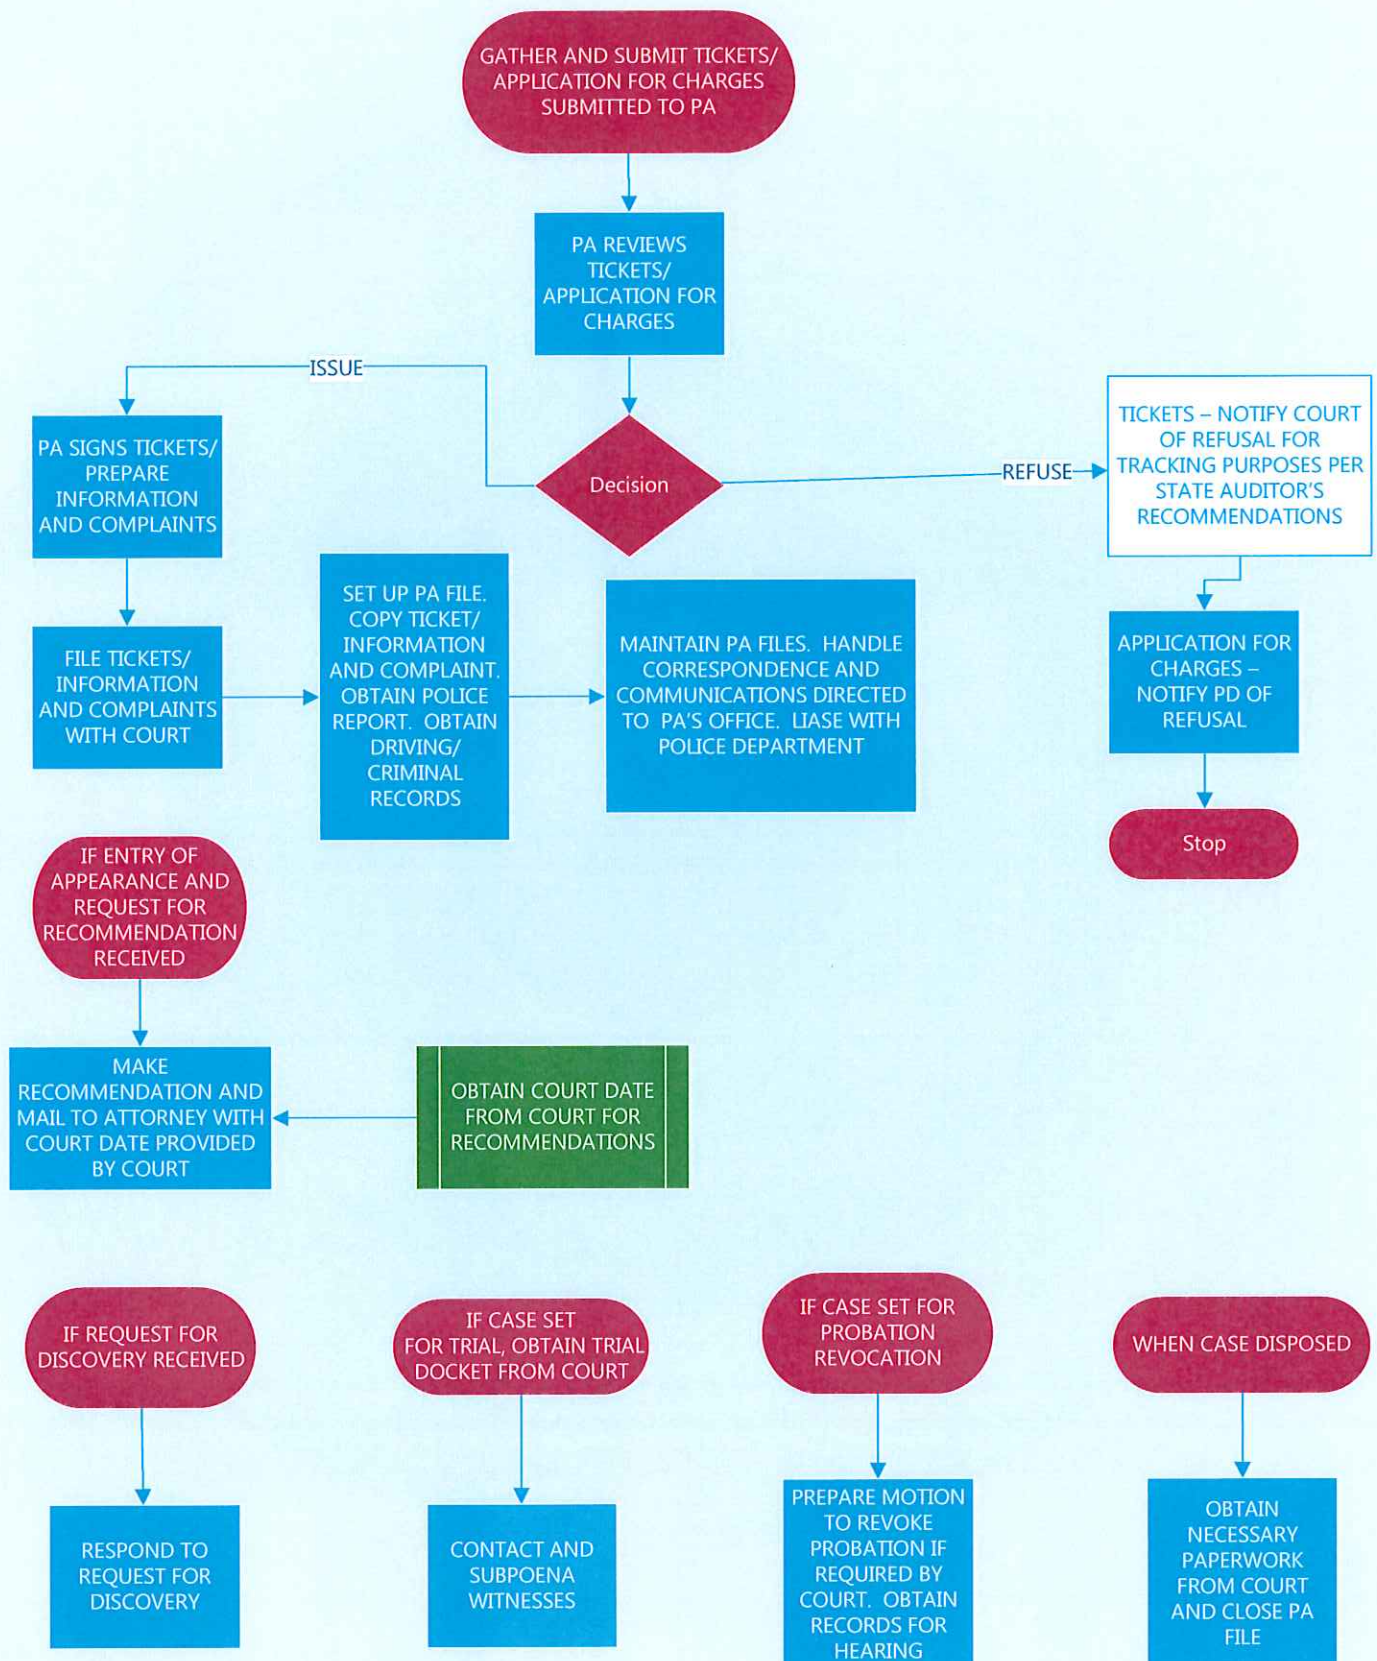 GATHER AND SUBMIT TICKETS/
APPLICATION FOR CHARGES
SUBMITTED TO PA
PA REVIEWS
TICKETS/
APPLICATION FOR
CHARGES
ISSUE
Decision
REFUSE
PA SIGNS TICKETS/
PREPARE
INFORMATION
AND COMPLAINTS
TICKETS – NOTIFY COURT
OF REFUSAL FOR
TRACKING PURPOSES PER
STATE AUDITOR'S
RECOMMENDATIONS
FILE TICKETS/
INFORMATION
AND COMPLAINTS
WITH COURT
SET UP PA FILE.
COPY TICKET/
INFORMATION
AND COMPLAINT.
OBTAIN POLICE
REPORT.  OBTAIN
DRIVING/
CRIMINAL
RECORDS
MAINTAIN PA FILES.  HANDLE
CORRESPONDENCE AND
COMMUNICATIONS DIRECTED
TO  PA'S OFFICE.  LIASE WITH
POLICE DEPARTMENT
APPLICATION FOR
CHARGES –
NOTIFY PD OF
REFUSAL
Stop
IF ENTRY OF
APPEARANCE AND
REQUEST FOR
RECOMMENDATION
RECEIVED
MAKE
RECOMMENDATION AND
MAIL TO ATTORNEY WITH
COURT DATE PROVIDED
BY COURT
OBTAIN COURT DATE
FROM COURT FOR
RECOMMENDATIONS
IF REQUEST FOR
DISCOVERY RECEIVED
IF CASE SET
FOR TRIAL, OBTAIN TRIAL
DOCKET FROM COURT
IF CASE SET FOR
PROBATION
REVOCATION
WHEN CASE DISPOSED
RESPOND TO
REQUEST FOR
DISCOVERY
CONTACT AND
SUBPOENA
WITNESSES
PREPARE MOTION
TO REVOKE
PROBATION IF
REQUIRED BY
COURT.  OBTAIN
RECORDS FOR
HEARING
OBTAIN
NECESSARY
PAPERWORK
FROM COURT
AND CLOSE PA
FILE